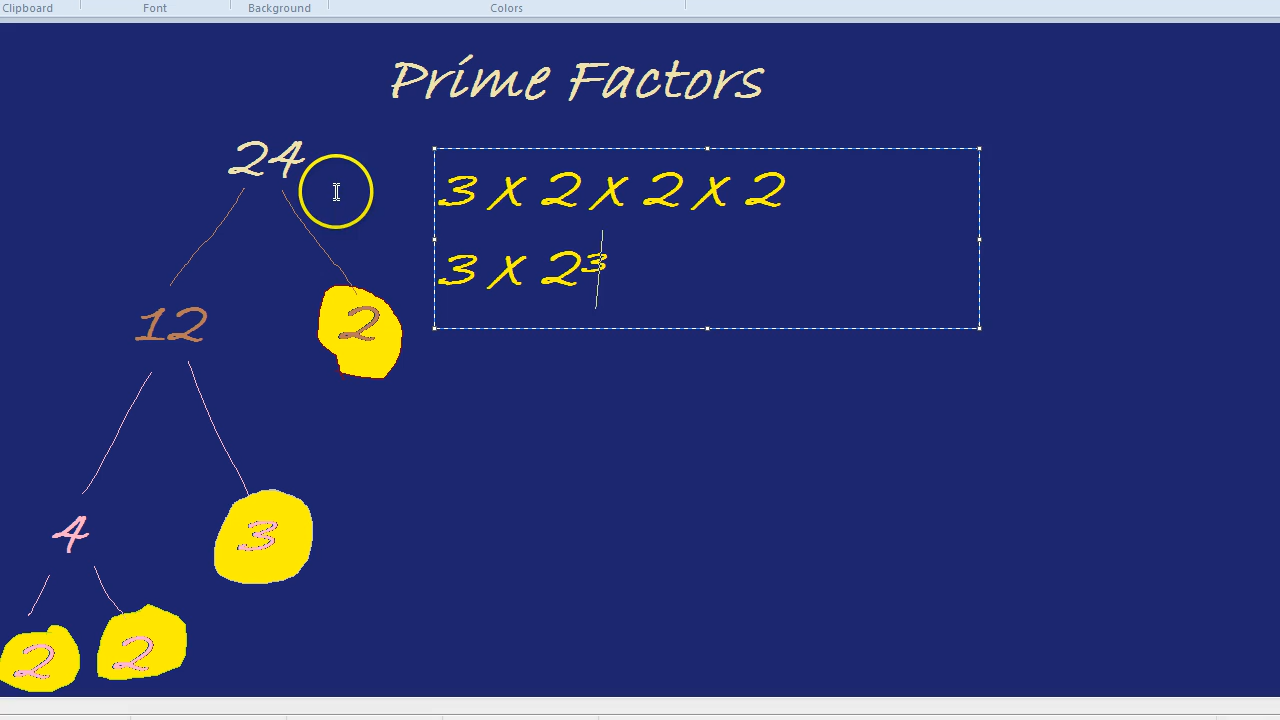 Clipboard Font Background Colors
Prime Factors
24
3 x 2 x 2 x 2
3 x 2³
12 2
4 3
2 2